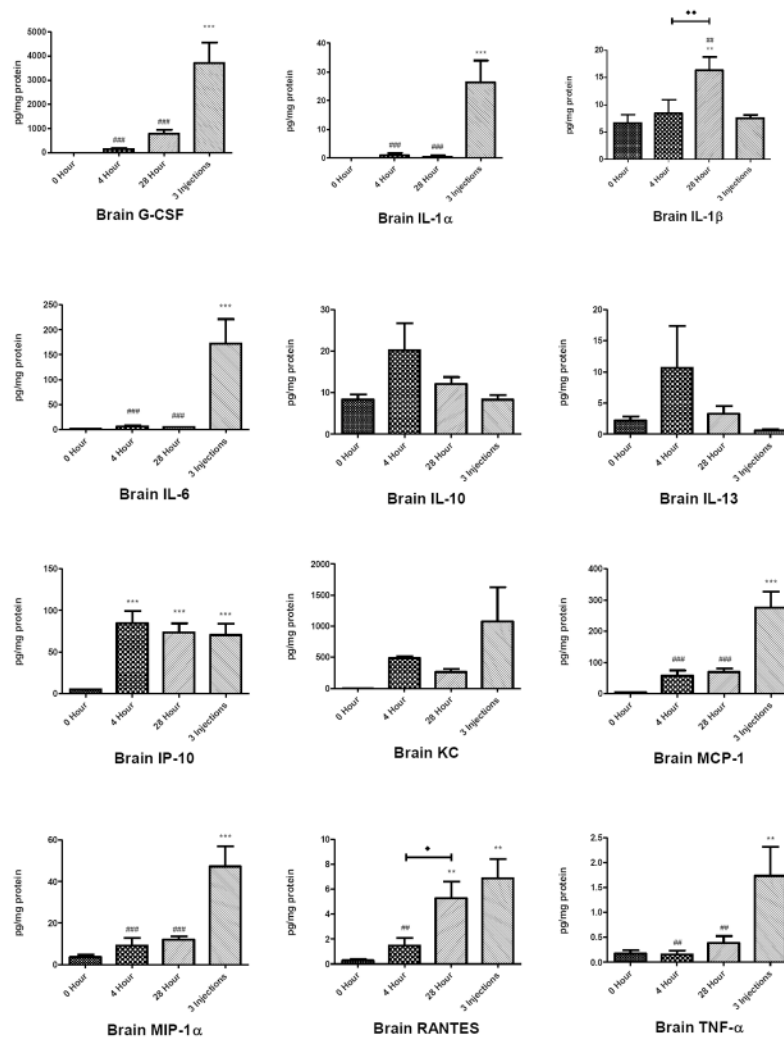 5000
4000
3000
2000
1000
0
pg/mg protein
###
###
***
0 Hour
4 Hour
28 Hour
3 Injections
Brain G-CSF
40
30
20
10
0
pg/mg protein
###
###
***
0 Hour
4 Hour
28 Hour
3 Injections
Brain IL-1α
20
15
10
5
0
pg/mg protein
**
##
**
0 Hour
4 Hour
28 Hour
3 Injections
Brain IL-1β
250
200
150
100
50
0
pg/mg protein
###
###
***
0 Hour
4 Hour
28 Hour
3 Injections
Brain IL-6
30
20
10
0
pg/mg protein
0 Hour
4 Hour
28 Hour
3 Injections
Brain IL-10
20
15
10
5
0
pg/mg protein
0 Hour
4 Hour
28 Hour
3 Injections
Brain IL-13
150
100
50
0
pg/mg protein
***
***
***
0 Hour
4 Hour
28 Hour
3 Injections
Brain IP-10
2000
1500
1000
500
0
pg/mg protein
0 Hour
4 Hour
28 Hour
3 Injections
Brain KC
400
300
200
100
0
pg/mg protein
###
###
***
0 Hour
4 Hour
28 Hour
3 Injections
Brain MCP-1
60
40
20
0
pg/mg protein
###
###
***
0 Hour
4 Hour
28 Hour
3 Injections
Brain MIP-1α
8
6
4
2
0
pg/mg protein
##
**
**
0 Hour
4 Hour
28 Hour
3 Injections
Brain RANTES
2.5
2.0
1.5
1.0
0.5
0.0
pg/mg protein
##
##
**
0 Hour
4 Hour
28 Hour
3 Injections
Brain TNF-α